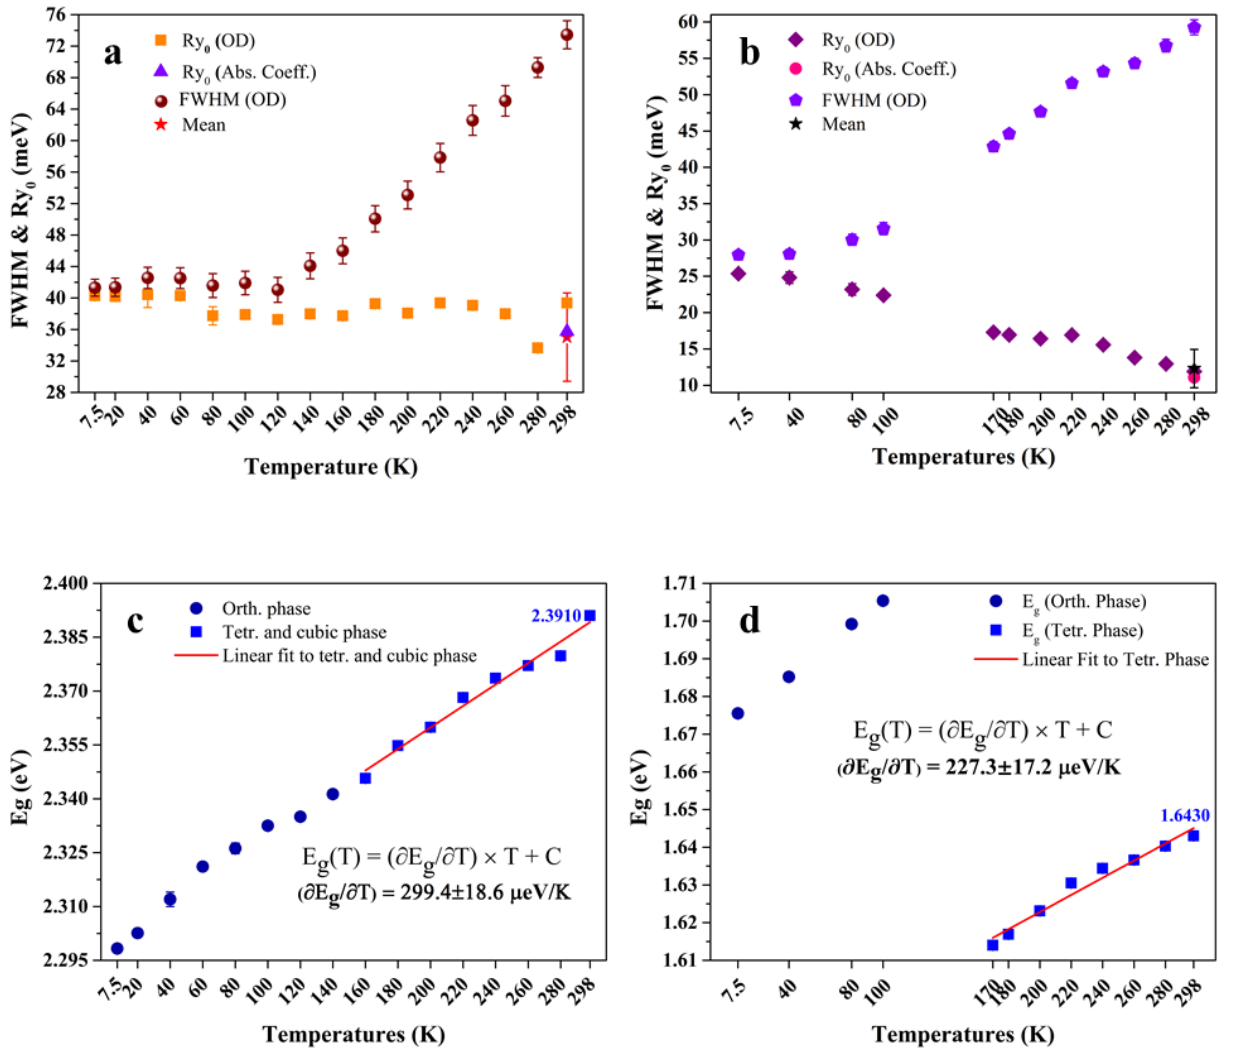 a
Ry0 (OD)
Ry0 (Abs. Coeff.)
FWHM (OD)
Mean
FWHM & Ry0 (meV)
76
72
68
64
60
56
52
48
44
40
36
32
28
7.5 20 40 60 80 100 120 140 160 180 200 220 240 260 280 298
Temperature (K)
b
Ry0 (OD)
Ry0 (Abs. Coeff.)
FWHM (OD)
Mean
FWHM & Ry0 (meV)
60
55
50
45
40
35
30
25
20
15
10
7.5 40 80 100 170 180 200 220 240 260 280 298
Temperatures (K)
c
Orth. phase
Tetr. and cubic phase
Linear fit to tetr. and cubic phase
2.3910
Eg(T) = (∂Eg/∂T) × T + C
(∂Eg/∂T) = 299.4±18.6 μeV/K
Eg (eV)
2.400
2.385
2.370
2.355
2.340
2.325
2.310
2.295
7.5 20 40 60 80 100 120 140 160 180 200 220 240 260 280 298
Temperatures (K)
d
Eg (Orth. Phase)
Eg (Tetr. Phase)
Linear Fit to Tetr. Phase
Eg(T) = (∂Eg/∂T) × T + C
(∂Eg/∂T) = 227.3±17.2 μeV/K
1.6430
Eg (eV)
1.71
1.70
1.69
1.68
1.67
1.66
1.65
1.64
1.63
1.62
1.61
7.5 40 80 100 170 180 200 220 240 260 280 298
Temperatures (K)